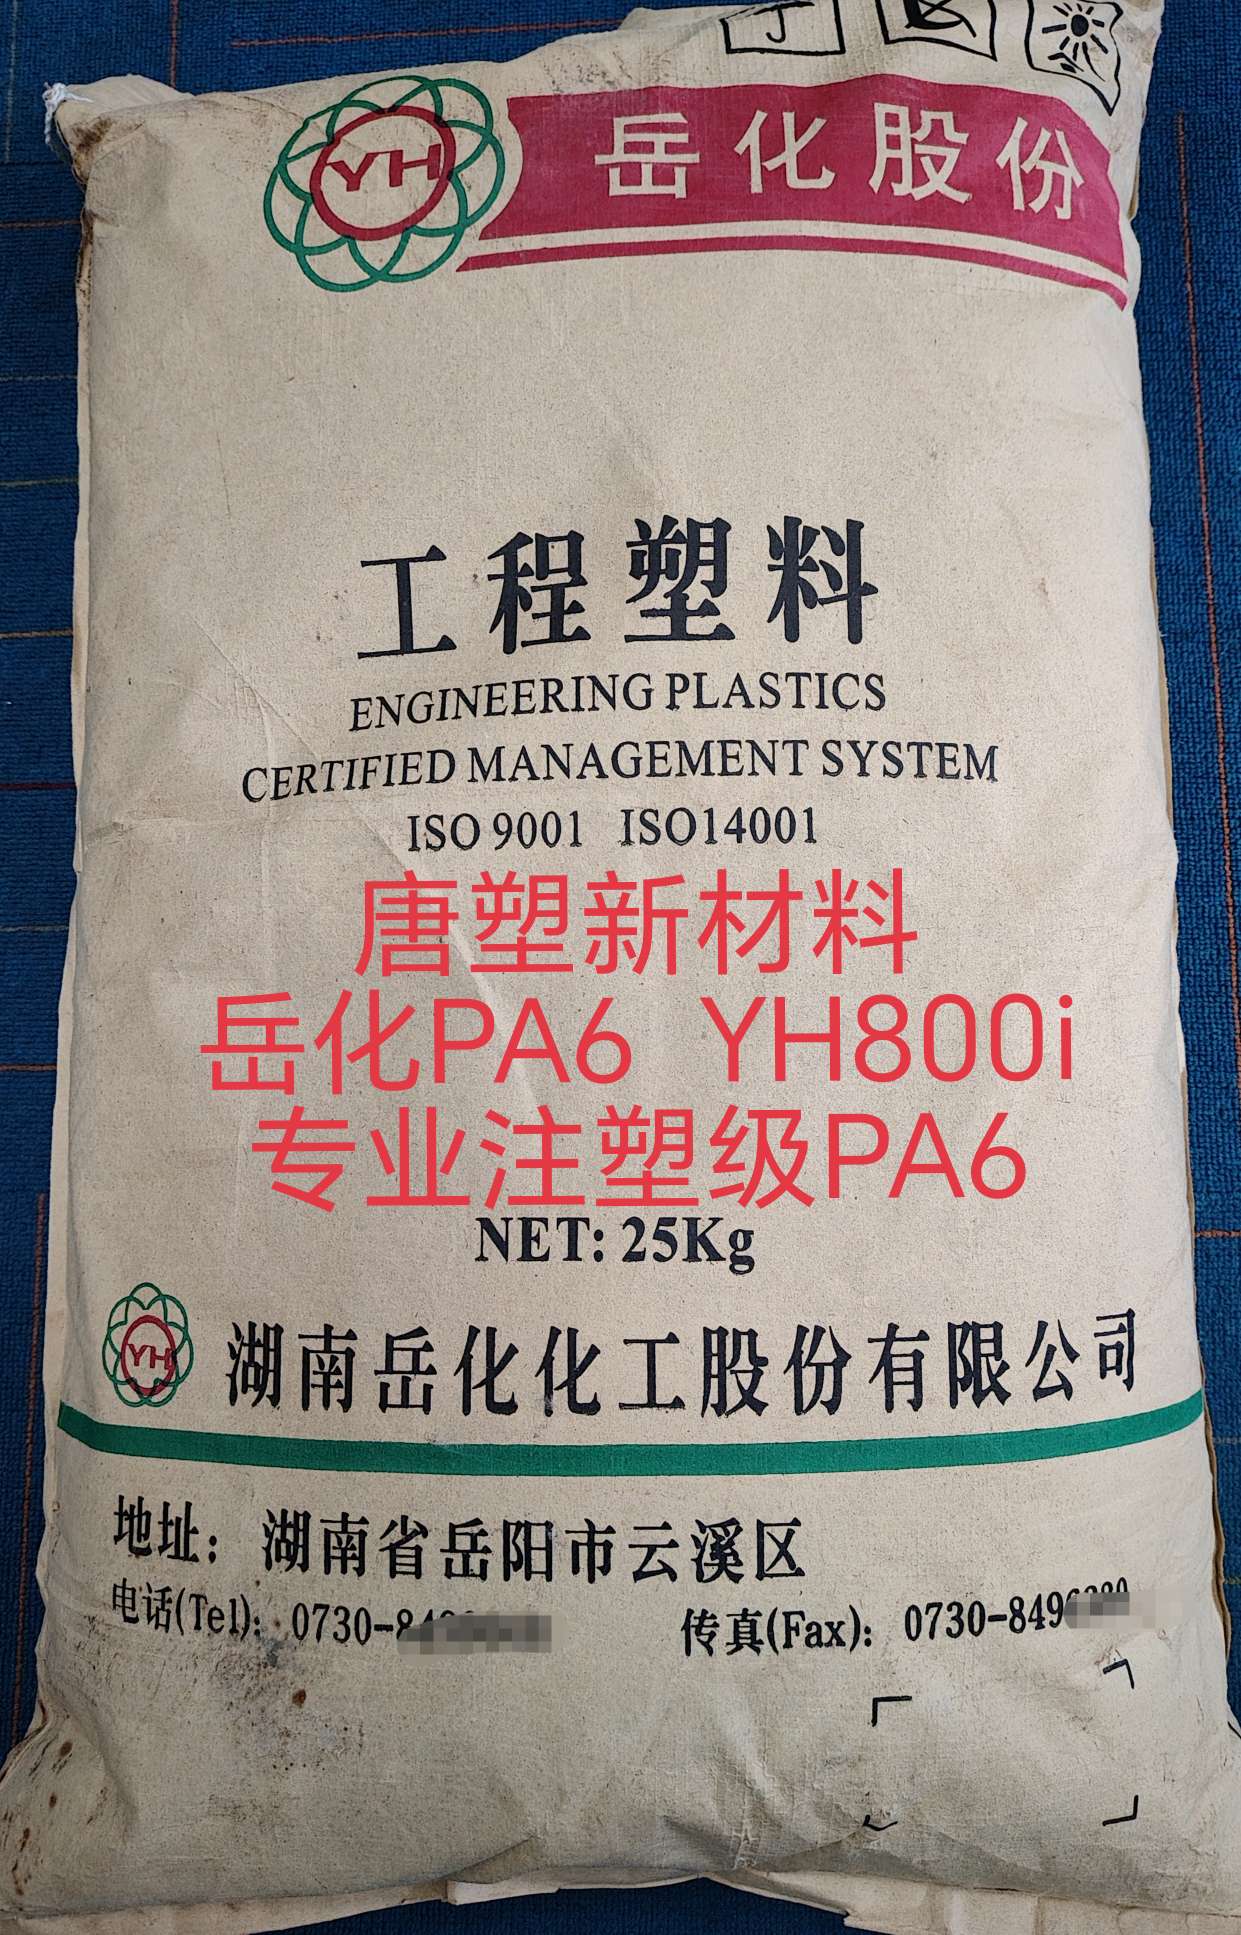 YH
岳化股份
工程塑料
ENGINEERING PLASTICS
CERTIFIED MANAGEMENT SYSTEM
ISO 9001 ISO14001
唐塑新材料
岳化PA6 YH800i
专业注塑级PA6
NET: 25Kg
YH
湖南岳化化工股份有限公司
地址：湖南省岳阳市云溪区
电话(Tel)：0730-8 传真(Fax)：0730-849